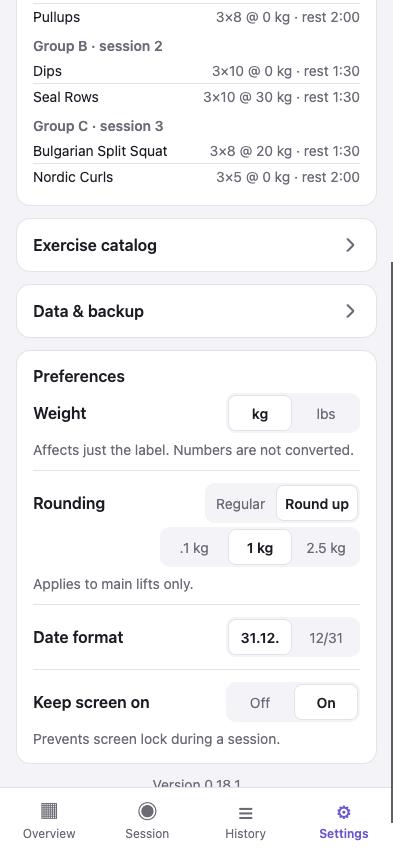 Pullups 3×8 @ 0 kg · rest 2:00
Group B · session 2
Dips 3×10 @ 0 kg · rest 1:30
Seal Rows 3×10 @ 30 kg · rest 1:30
Group C · session 3
Bulgarian Split Squat 3×8 @ 20 kg · rest 1:30
Nordic Curls 3×5 @ 0 kg · rest 2:00
Exercise catalog
Data & backup
Preferences
Weight kg lbs
Affects just the label. Numbers are not converted.
Rounding Regular Round up
.1 kg 1 kg 2.5 kg
Applies to main lifts only.
Date format 31.12. 12/31
Keep screen on Off On
Prevents screen lock during a session.
Version 0.18.1
Overview Session History Settings